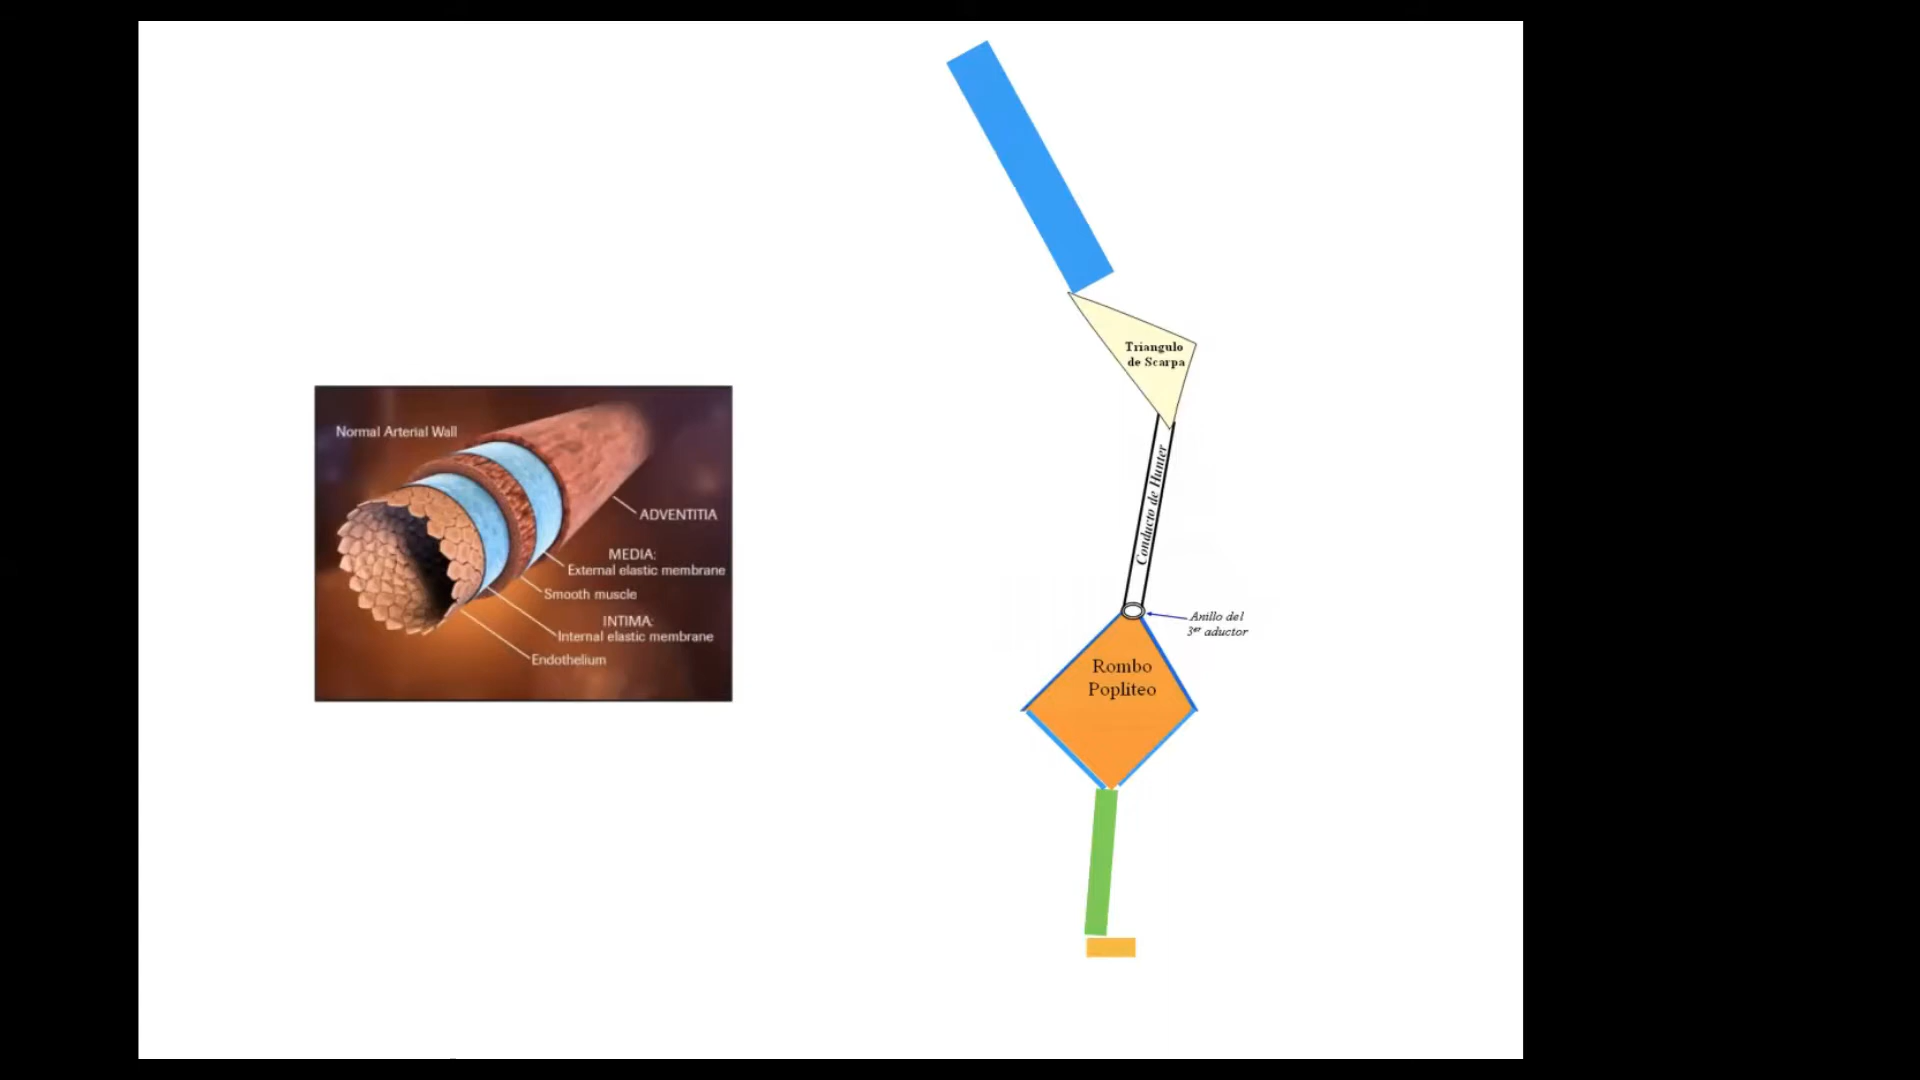 Normal Arterial Wall
ADVENTITIA
MEDIA:
External elastic membrane
Smooth muscle
INTIMA:
Internal elastic membrane
Endothelium
Triangulo
de Scarpa
Conducto de Hunter
Anillo del
3er aductor
Rombo
Popliteo